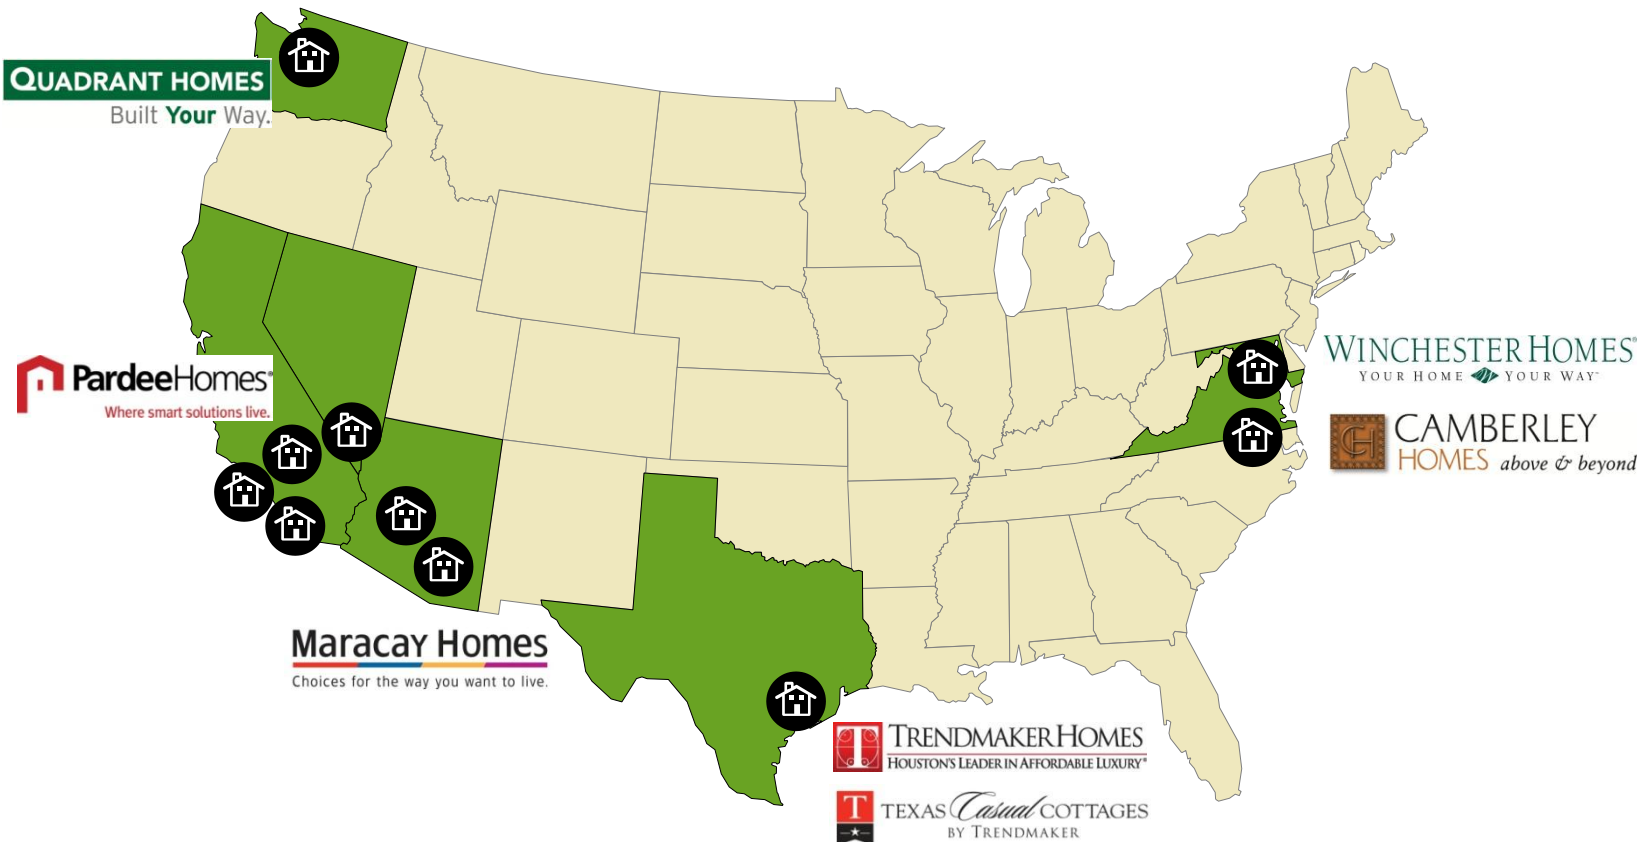 QUADRANT HOMES
Built Your Way.
PardeeHomes®
Where smart solutions live.
MARACAY HOMES
Choices for the way you want to live.
T
TRENDMAKER HOMES
HOUSTON'S LEADER IN AFFORDABLE LUXURY®
T
TEXAS Casual COTTAGES
BY TRENDMAKER
WINCHESTER HOMES®
YOUR HOME YOUR WAY™
CH
CAMBERLEY
HOMES above & beyond